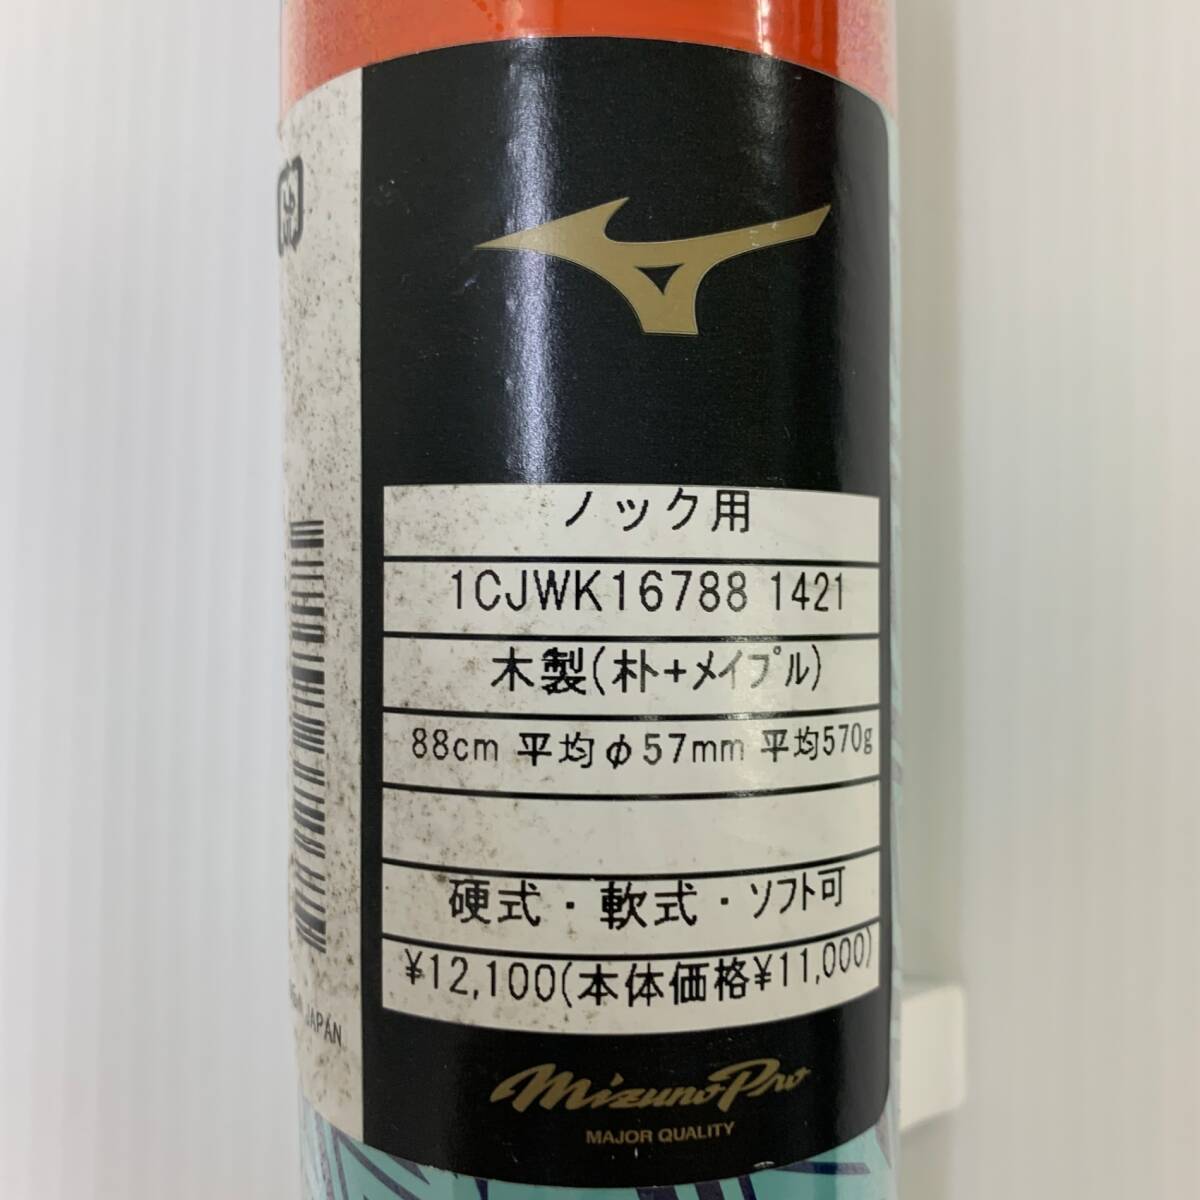 ノック用
1CJWK16788 1421
木製(朴+メイプル)
88cm 平均φ57mm 平均570g
硬式・軟式・ソフト可
¥12,100(本体価格¥11,000)
JAPAN
Mizuno Pro
MAJOR QUALITY